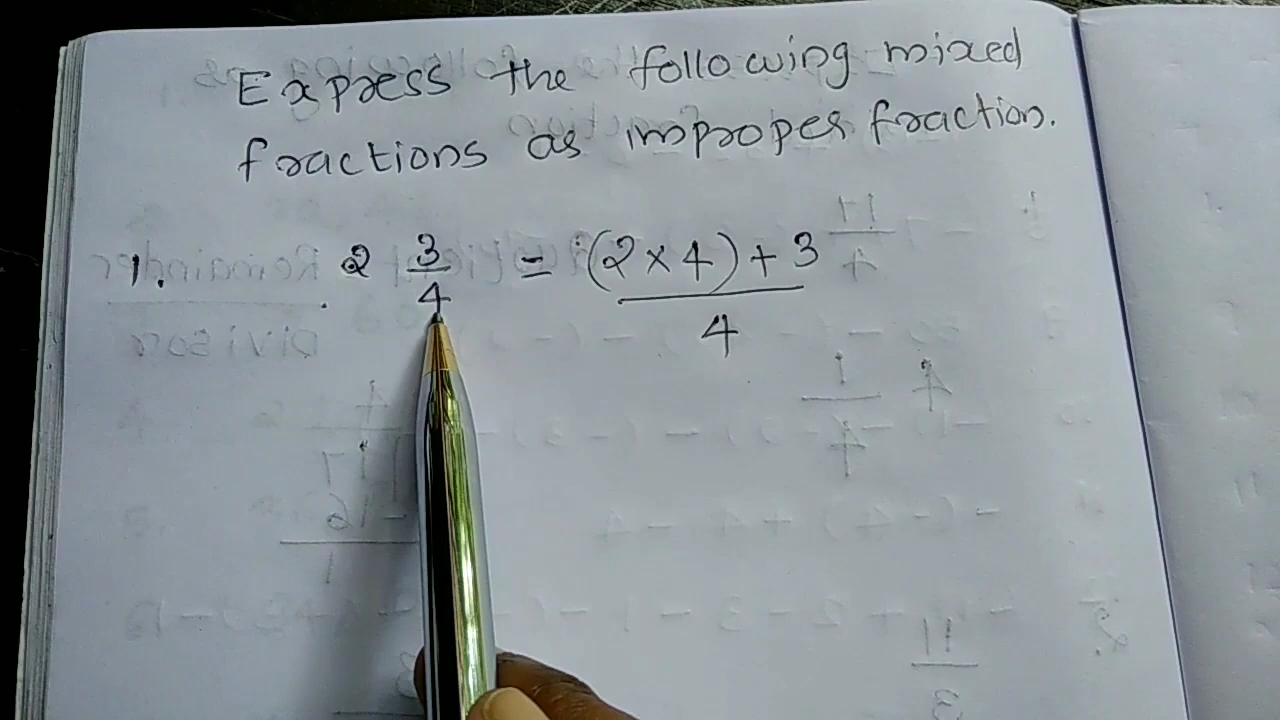 Express the following mixed
fractions as improper fraction.
1. 2 3/4 = (2 × 4) + 3 / 4